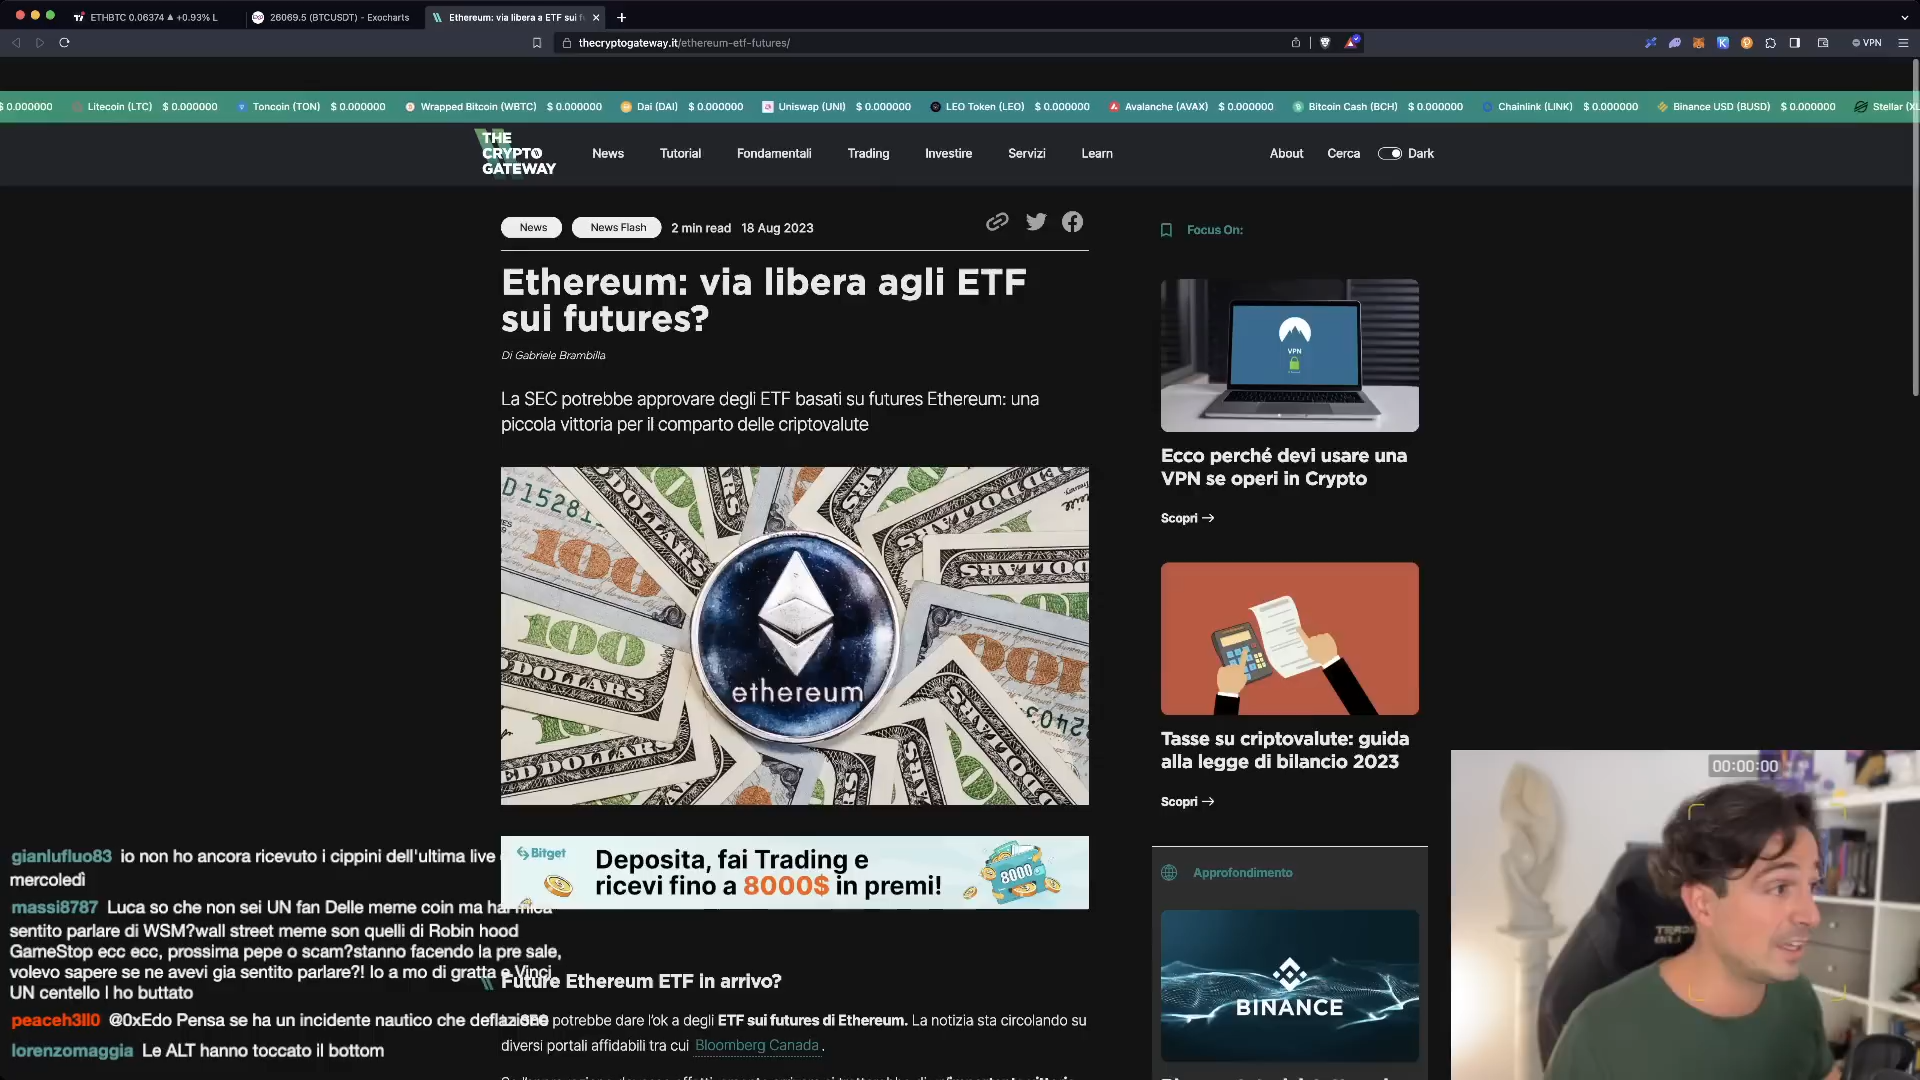 ETHBTC 0.06374 ▲ +0.93% L
26069.5 (BTCUSDT) - Exocharts
Ethereum: via libera a ETF sui f
thecryptogateway.it/ethereum-etf-futures/
VPN
$ 0.000000 Litecoin (LTC) $ 0.000000 Toncoin (TON) $ 0.000000 Wrapped Bitcoin (WBTC) $ 0.000000 Dai (DAI) $ 0.000000 Uniswap (UNI) $ 0.000000 LEO Token (LEO) $ 0.000000 Avalanche (AVAX) $ 0.000000 Bitcoin Cash (BCH) $ 0.000000 Chainlink (LINK) $ 0.000000 Binance USD (BUSD) $ 0.000000 Stellar (XL
THE
CRYPTO
GATEWAY
News Tutorial Fondamentali Trading Investire Servizi Learn About Cerca Dark
News News Flash 2 min read 18 Aug 2023
Ethereum: via libera agli ETF
sui futures?
Di Gabriele Brambilla
La SEC potrebbe approvare degli ETF basati su futures Ethereum: una
piccola vittoria per il comparto delle criptovalute
D15281
100
100
DOLLARS
100
100
DOLLARS
ethereum
Bitget
Deposita, fai Trading e
ricevi fino a 8000$ in premi!
8000
Future Ethereum ETF in arrivo?
potrebbe dare l'ok a degli ETF sui futures di Ethereum. La notizia sta circolando su
diversi portali affidabili tra cui Bloomberg Canada.
Focus On:
VPN
Ecco perché devi usare una
VPN se operi in Crypto
Scopri →
Tasse su criptovalute: guida
alla legge di bilancio 2023
Scopri →
Approfondimento
BINANCE
00:00:00
gianlufluo83 io non ho ancora ricevuto i cippini dell'ultima live
mercoledì
massi8787 Luca so che non sei UN fan Delle meme coin ma hai mica
sentito parlare di WSM?wall street meme son quelli di Robin hood
GameStop ecc ecc, prossima pepe o scam?stanno facendo la pre sale,
volevo sapere se ne avevi gia sentito parlare?! Io a mo di gratta e Vinci
UN centello l ho buttato
peaceh3ll0 @0xEdo Pensa se ha un incidente nautico che deflazione
lorenzomaggia Le ALT hanno toccato il bottom